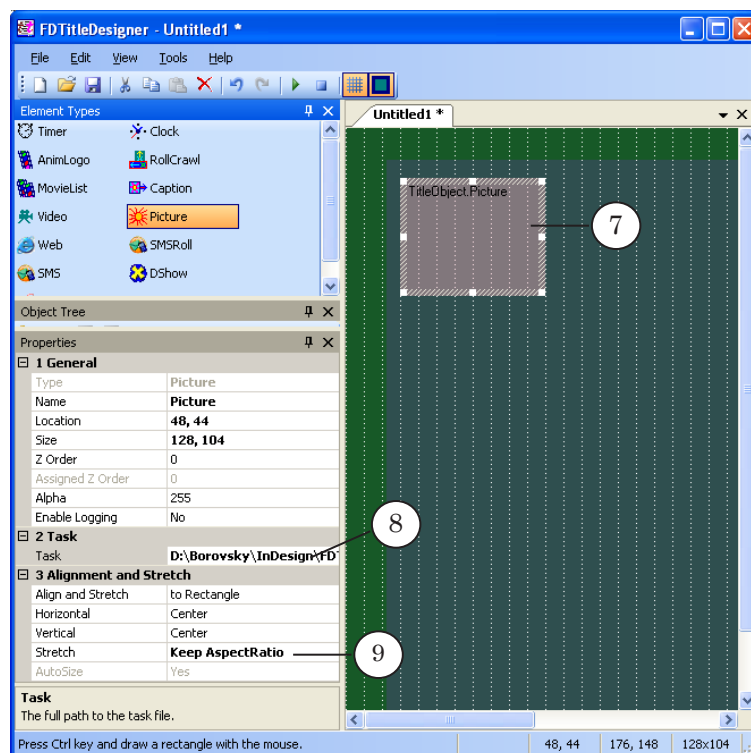 FDTitleDesigner - Untitled1 *
File Edit View Tools Help
Element Types
Timer Clock
AnimLogo RollCrawl
MovieList Caption
Video Picture
Web SMSRoll
SMS DShow
Object Tree
Properties
1 General
Type Picture
Name Picture
Location 48, 44
Size 128, 104
Z Order 0
Assigned Z Order 0
Alpha 255
Enable Logging No
2 Task
Task D:\Borovsky\InDesign\FDT
3 Alignment and Stretch
Align and Stretch to Rectangle
Horizontal Center
Vertical Center
Stretch Keep AspectRatio
AutoSize Yes
Task
The full path to the task file.
Untitled1 *
TitleObject.Picture
7
8
9
Press Ctrl key and draw a rectangle with the mouse. 48, 44 176, 148 128x104